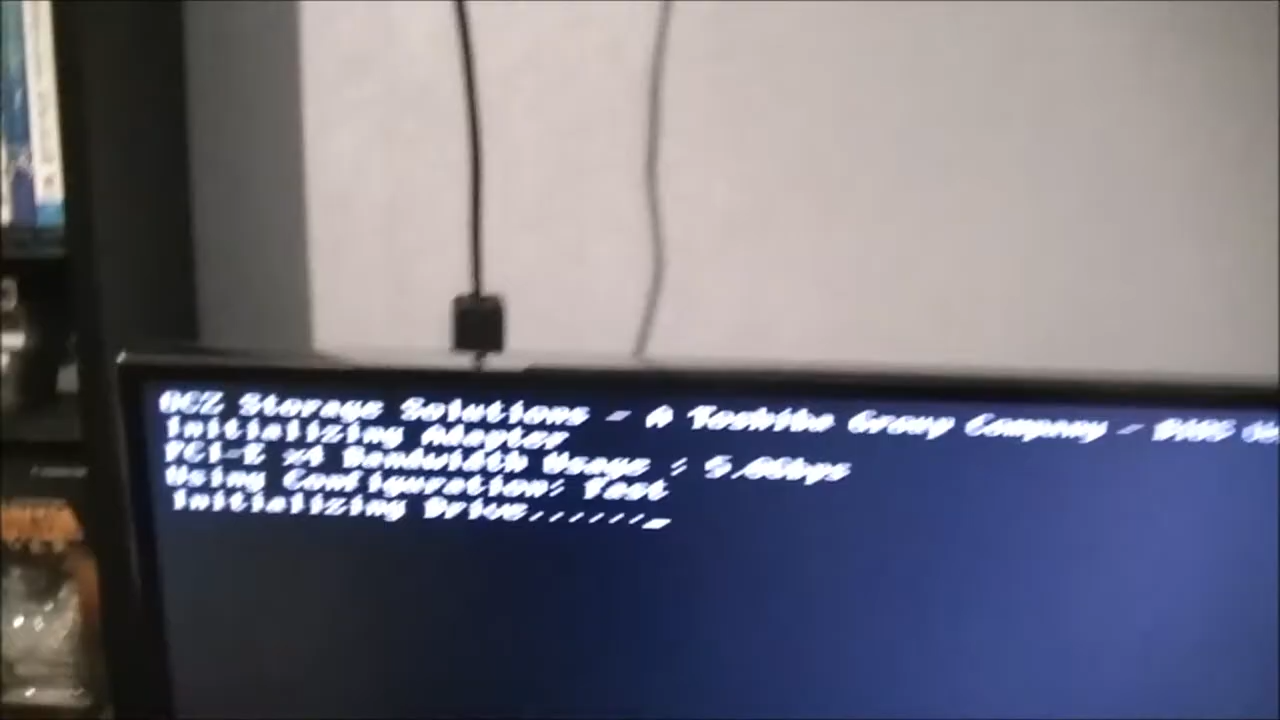 OCZ Storage Solutions - A Toshiba Group Company - BIOS
Initializing Adapter
PCI-E x4 Bandwidth Usage : 5.0Gbps
Using Configuration: Fast
Initializing Drive.......